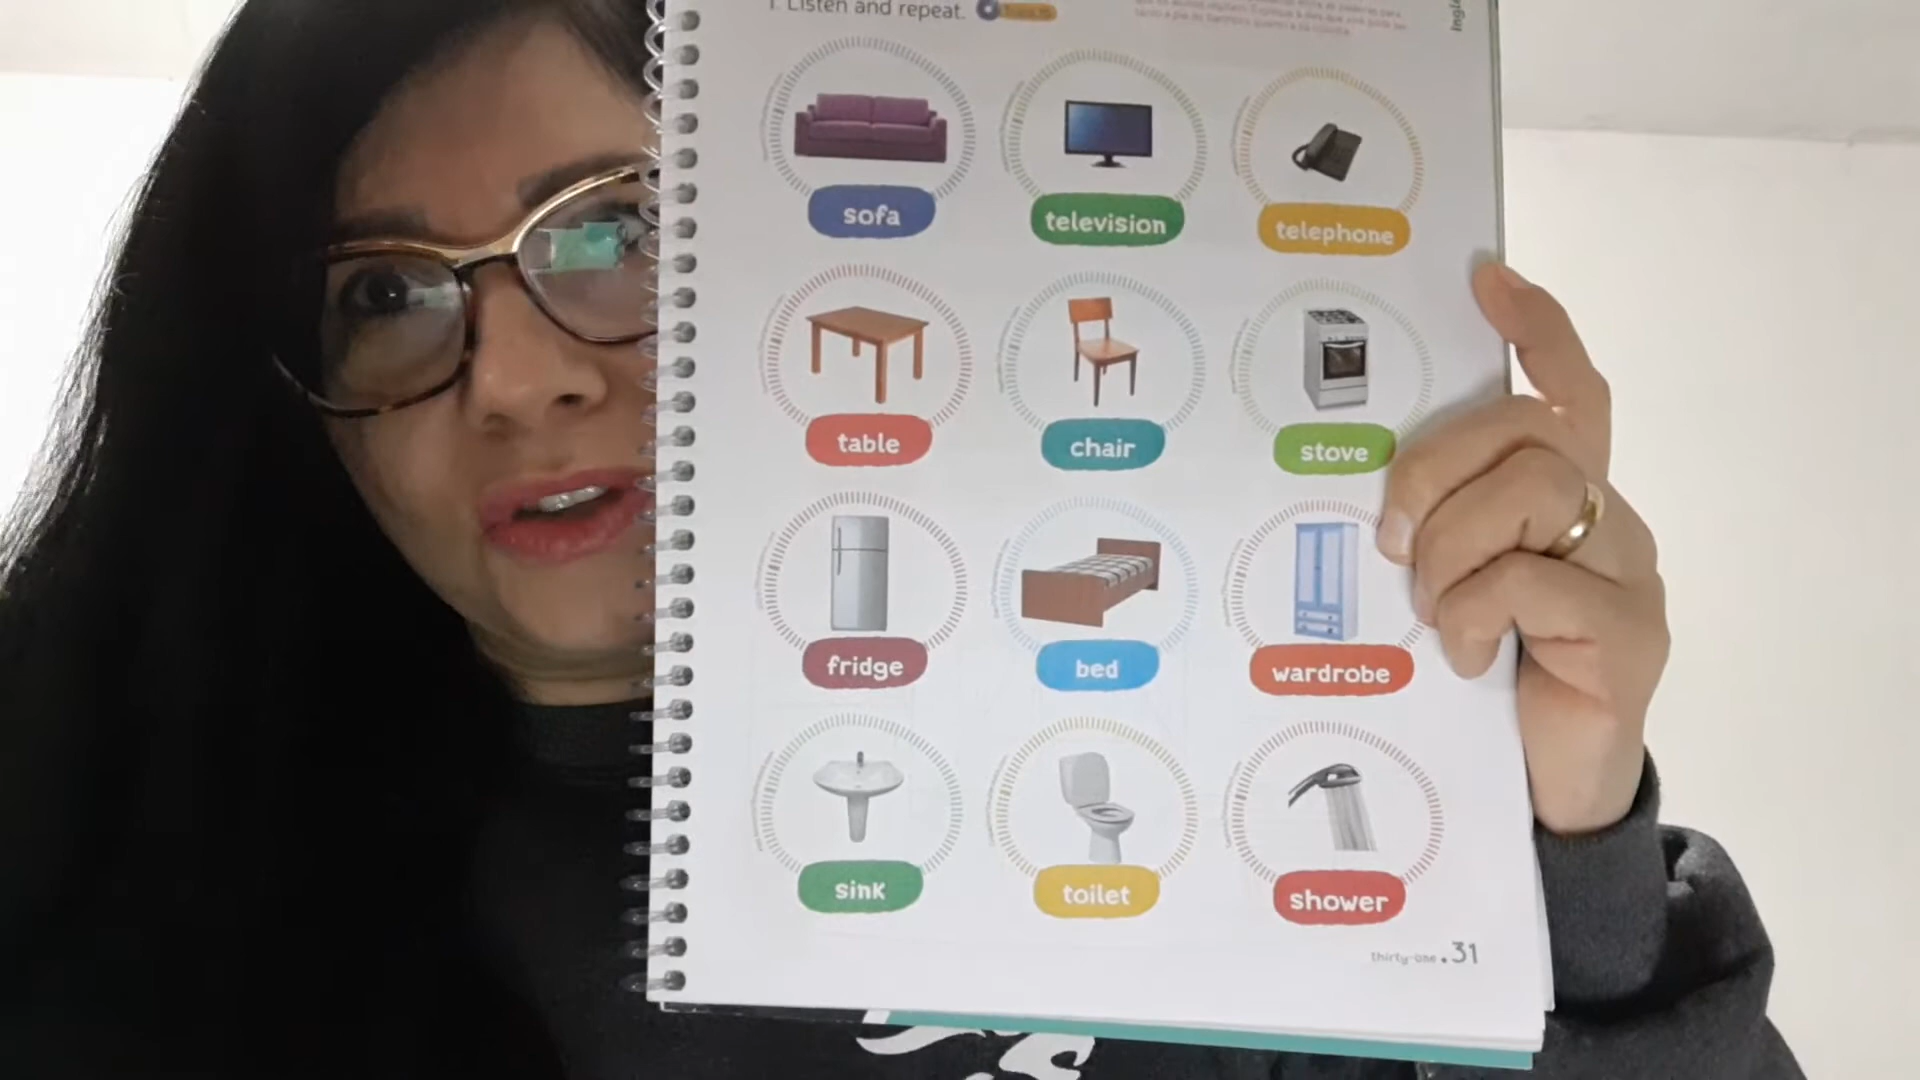 1. Listen and repeat.
sofa
television
telephone
table
chair
stove
fridge
bed
wardrobe
sink
toilet
shower
thirty-one . 31